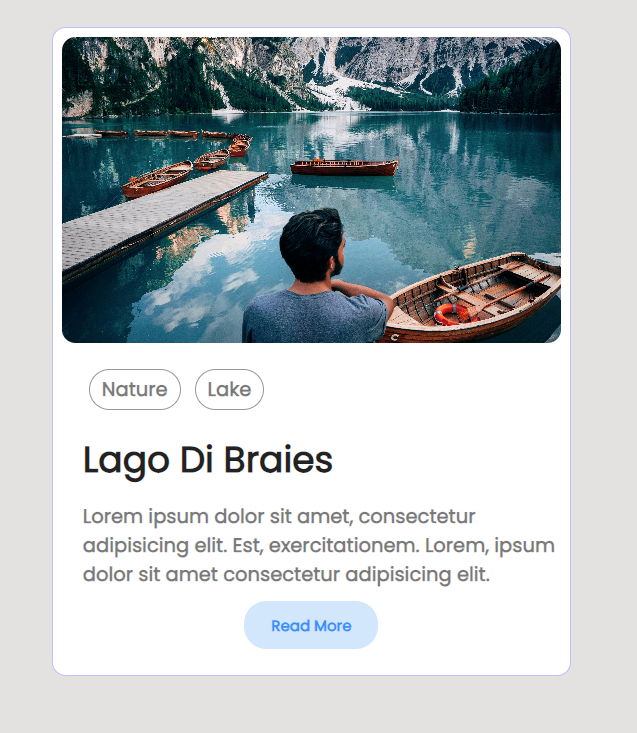 Nature Lake
Lago Di Braies
Lorem ipsum dolor sit amet, consectetur
adipisicing elit. Est, exercitationem. Lorem, ipsum
dolor sit amet consectetur adipisicing elit.
Read More